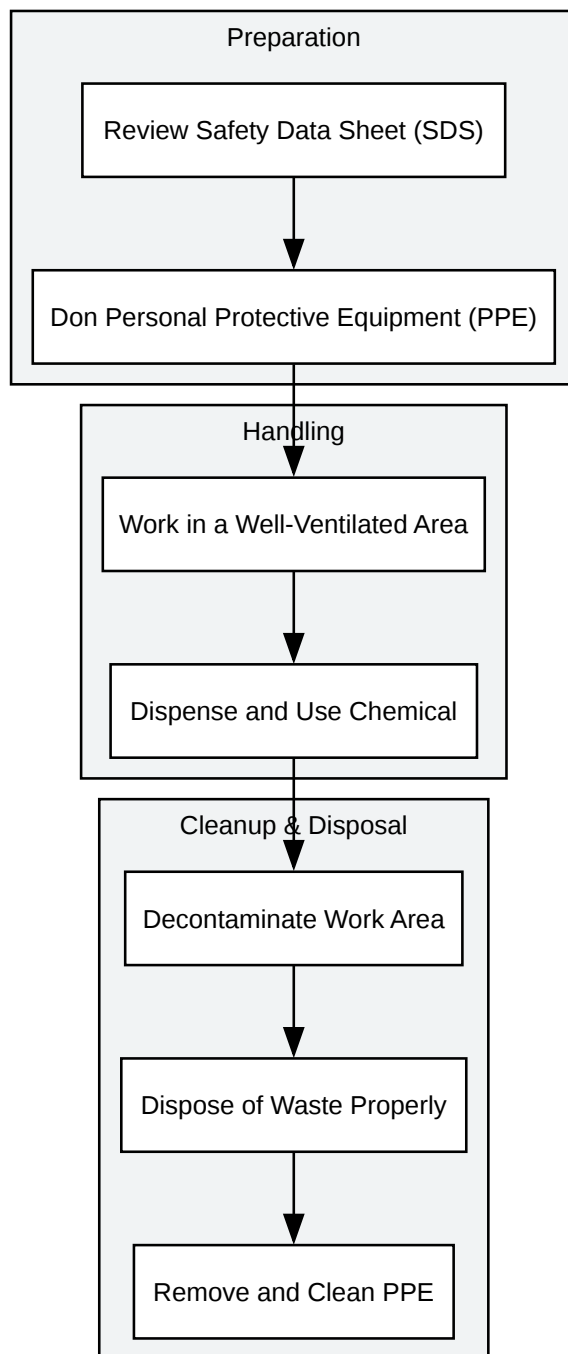 Preparation
Review Safety Data Sheet (SDS)
Don Personal Protective Equipment (PPE)
Handling
Work in a Well-Ventilated Area
Dispense and Use Chemical
Cleanup & Disposal
Decontaminate Work Area
Dispose of Waste Properly
Remove and Clean PPE